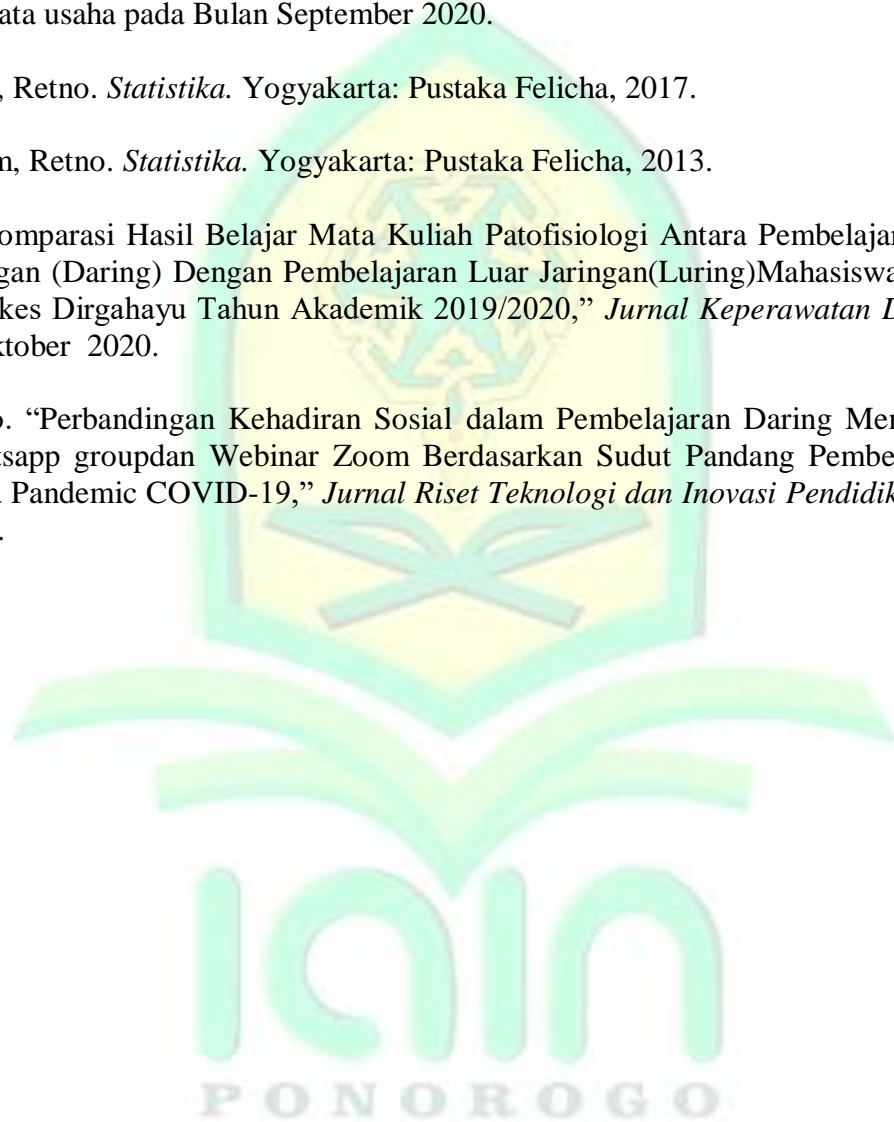 ata usaha pada Bulan September 2020.
, Retno. Statistika. Yogyakarta: Pustaka Felicha, 2017.
m, Retno. Statistika. Yogyakarta: Pustaka Felicha, 2013.
omparasi Hasil Belajar Mata Kuliah Patofisiologi Antara Pembelajar
gan (Daring) Dengan Pembelajaran Luar Jaringan(Luring)Mahasiswa
kes Dirgahayu Tahun Akademik 2019/2020,” Jurnal Keperawatan D
ktober 2020.
o. “Perbandingan Kehadiran Sosial dalam Pembelajaran Daring Men
tsapp groupdan Webinar Zoom Berdasarkan Sudut Pandang Pembe
a Pandemic COVID-19,” Jurnal Riset Teknologi dan Inovasi Pendidik
.
iain
PONOROGO